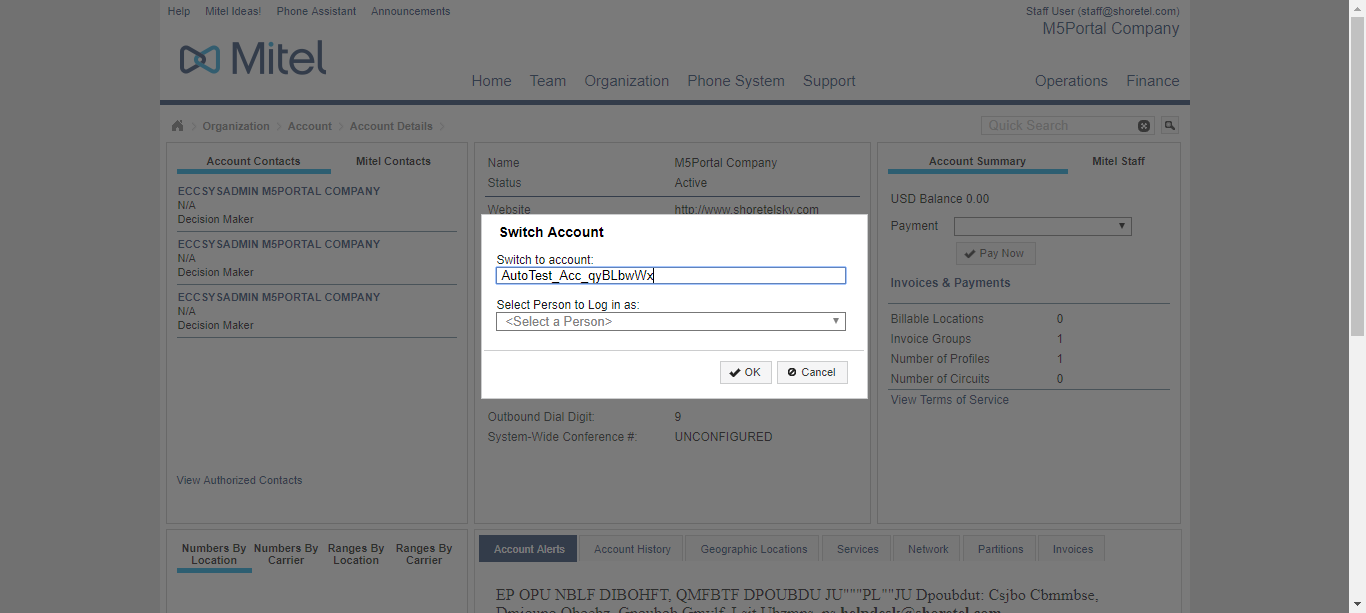 Help Mitel Ideas! Phone Assistant Announcements
Staff User (staff@shoretel.com)
M5Portal Company
Mitel
Home Team Organization Phone System Support Operations Finance
Organization Account Account Details
Quick Search
Account Contacts Mitel Contacts
ECCSYSADMIN M5PORTAL COMPANY
N/A
Decision Maker
ECCSYSADMIN M5PORTAL COMPANY
N/A
Decision Maker
ECCSYSADMIN M5PORTAL COMPANY
N/A
Decision Maker
View Authorized Contacts
Name M5Portal Company
Status Active
Website http://www.shoretelsky.com
Switch Account
Switch to account:
AutoTest_Acc_qyBLbwWx
Select Person to Log in as:
<Select a Person>
OK Cancel
Outbound Dial Digit: 9
System-Wide Conference #: UNCONFIGURED
Account Summary Mitel Staff
USD Balance 0.00
Payment
Pay Now
Invoices & Payments
Billable Locations 0
Invoice Groups 1
Number of Profiles 1
Number of Circuits 0
View Terms of Service
Numbers By Location Numbers By Carrier Ranges By Location Ranges By Carrier
Account Alerts Account History Geographic Locations Services Network Partitions Invoices
EP OPU NBLF DIBOHFT, QMFBTF DPOUBDU JU"""PL""JU Dpoubdut: Csjbo Cbmmbse,